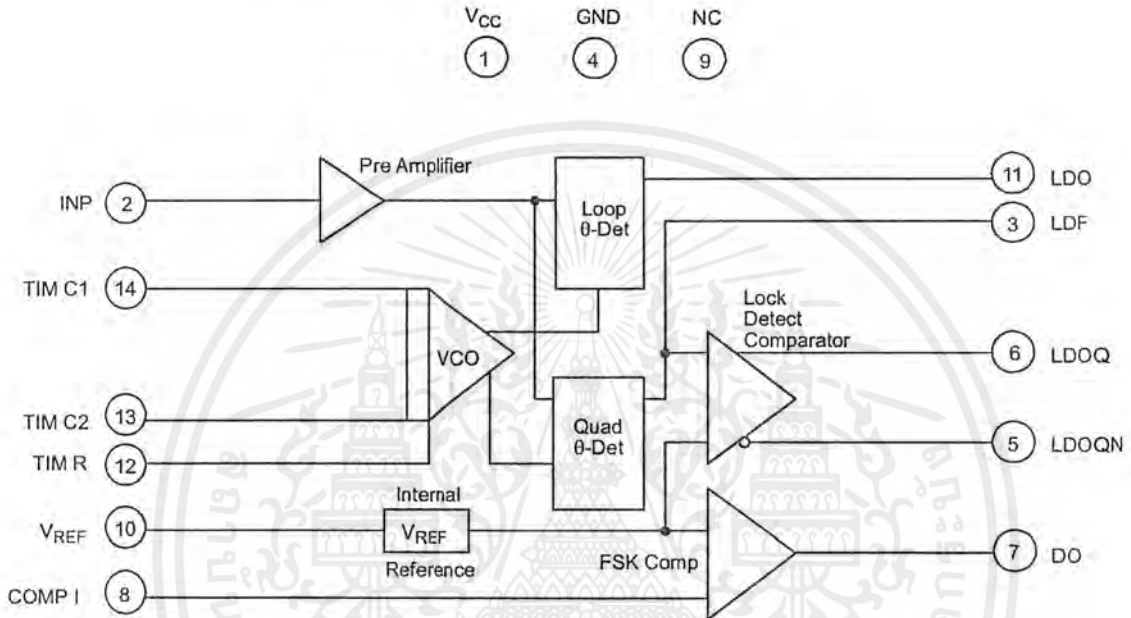 VCC GND NC
1 4 9
Pre Amplifier
INP 2
Loop
θ-Det
11 LDO
3 LDF
TIM C1 14
VCO
Lock
Detect
Comparator
6 LDOQ
TIM C2 13
Quad
θ-Det
5 LDOQN
TIM R 12
Internal
VREF 10
VREF
Reference
FSK Comp
7 DO
COMP I 8